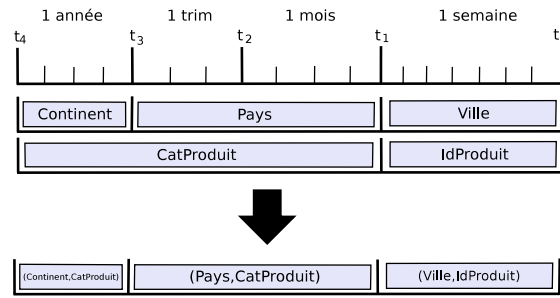 1 année 1 trim 1 mois 1 semaine
t4 t3 t2 t1 t
Continent Pays Ville
CatProduit IdProduit
(Continent,CatProduit) (Pays,CatProduit) (Ville,IdProduit)